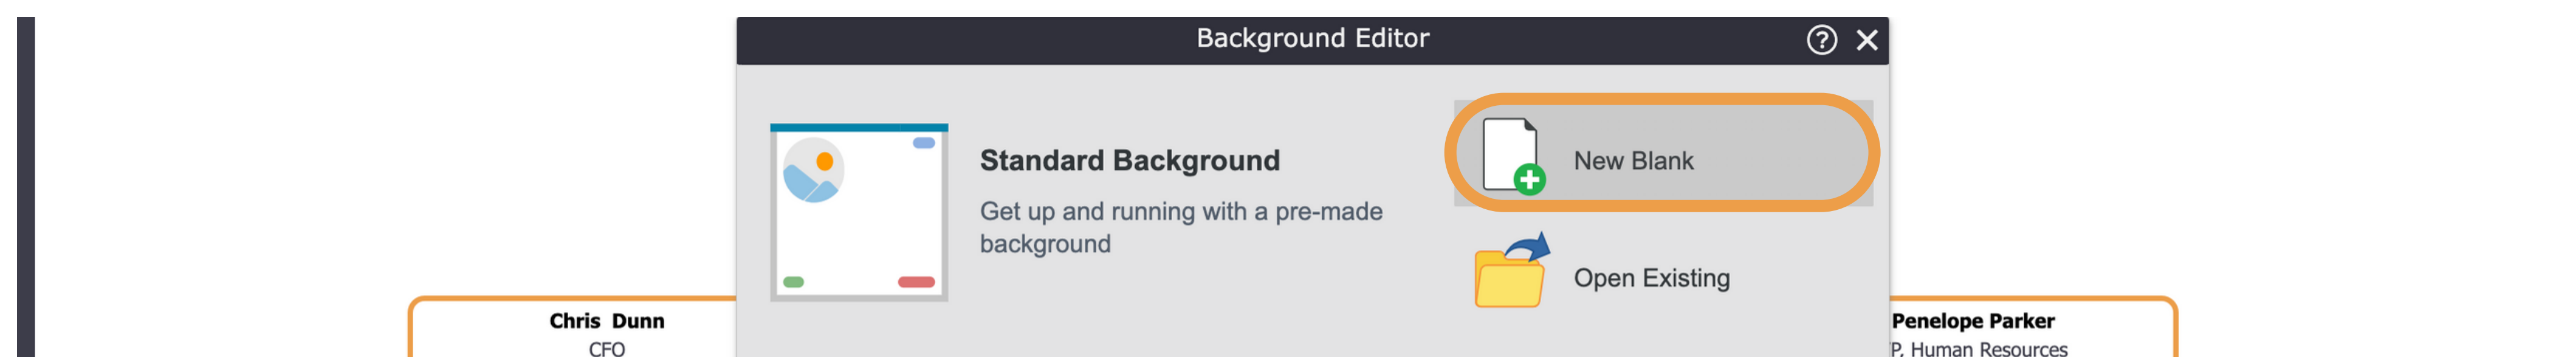 Background Editor
Standard Background
Get up and running with a pre-made
background
New Blank
Open Existing
Chris Dunn
CFO
Penelope Parker
P, Human Resources